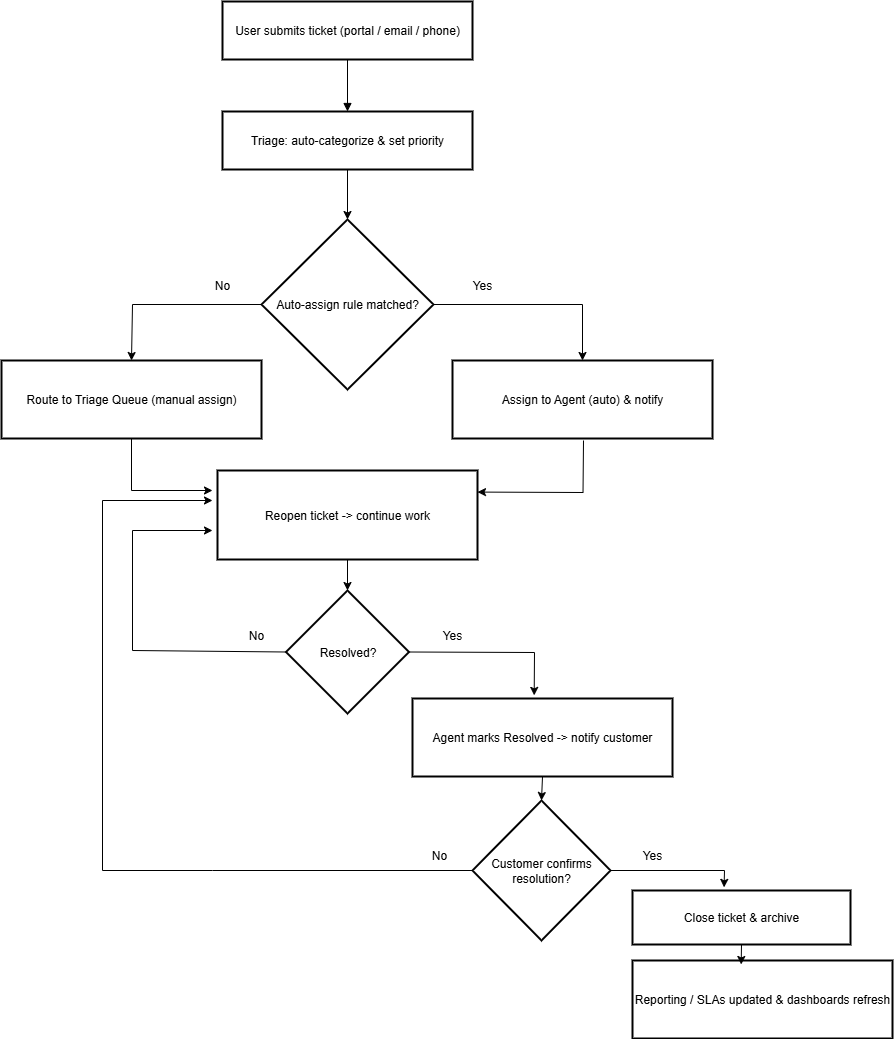 User submits ticket (portal / email / phone)
Triage: auto-categorize & set priority
No
Yes
Auto-assign rule matched?
Route to Triage Queue (manual assign)
Assign to Agent (auto) & notify
Reopen ticket -> continue work
No
Yes
Resolved?
Agent marks Resolved -> notify customer
No
Yes
Customer confirms
resolution?
Close ticket & archive
Reporting / SLAs updated & dashboards refresh